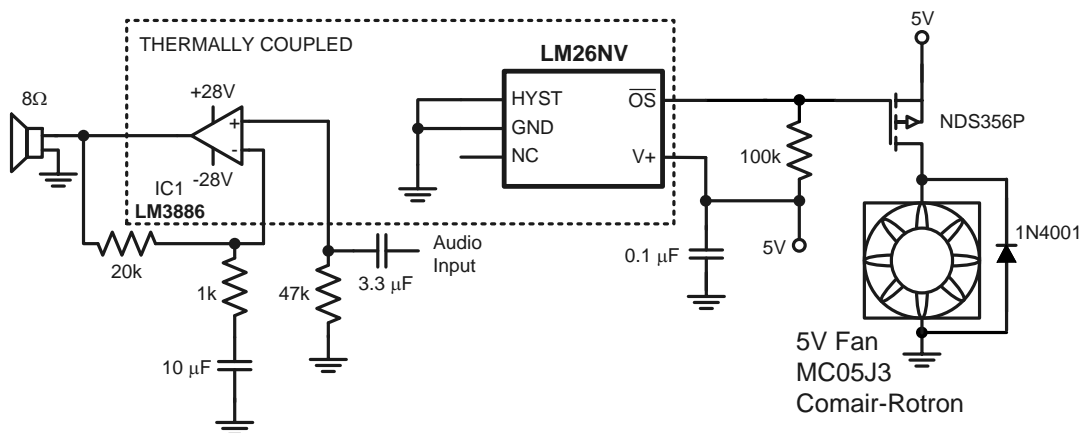 THERMALLY COUPLED
8Ω
+28V
+
-
-28V
IC1
LM3886
20k
1k
10 μF
47k
3.3 μF
Audio
Input
LM26NV
HYST
GND
NC
OS
V+
100k
0.1 μF
5V
5V
NDS356P
1N4001
5V Fan
MC05J3
Comair-Rotron